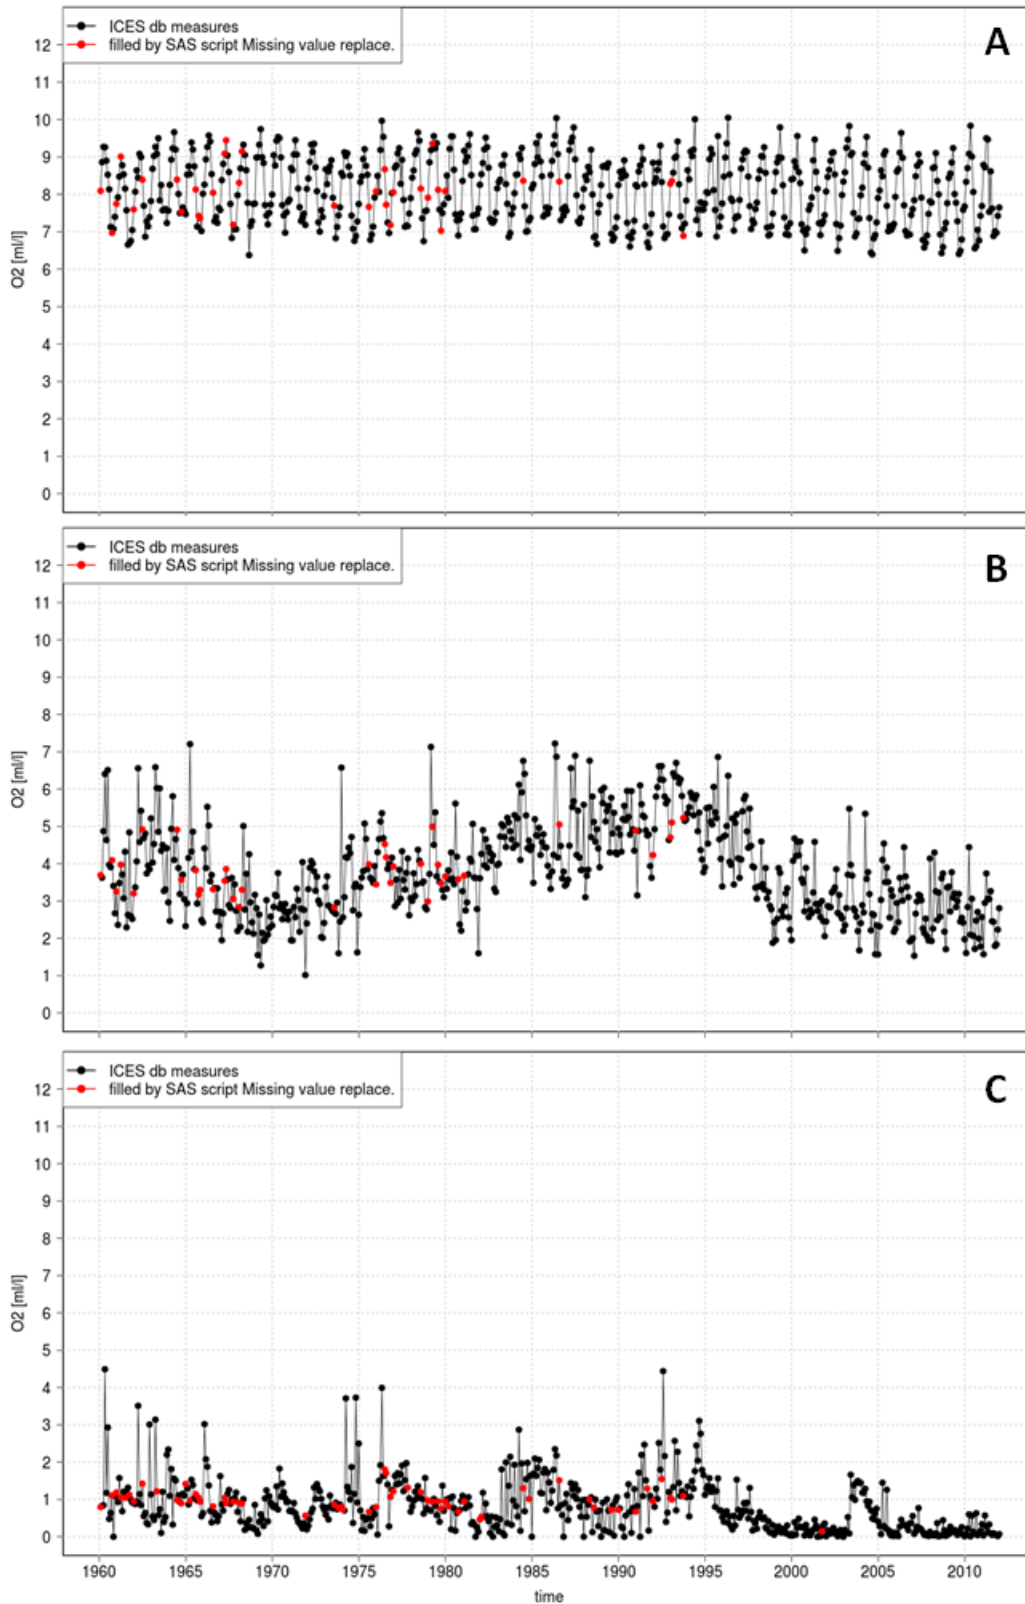 ICES db measures
filled by SAS script Missing value replace.
A
12
11
10
9
8
7
6
5
4
3
2
1
0
O2 [ml/l]
ICES db measures
filled by SAS script Missing value replace.
B
12
11
10
9
8
7
6
5
4
3
2
1
0
O2 [ml/l]
ICES db measures
filled by SAS script Missing value replace.
C
12
11
10
9
8
7
6
5
4
3
2
1
0
O2 [ml/l]
1960 1965 1970 1975 1980 1985 1990 1995 2000 2005 2010
time